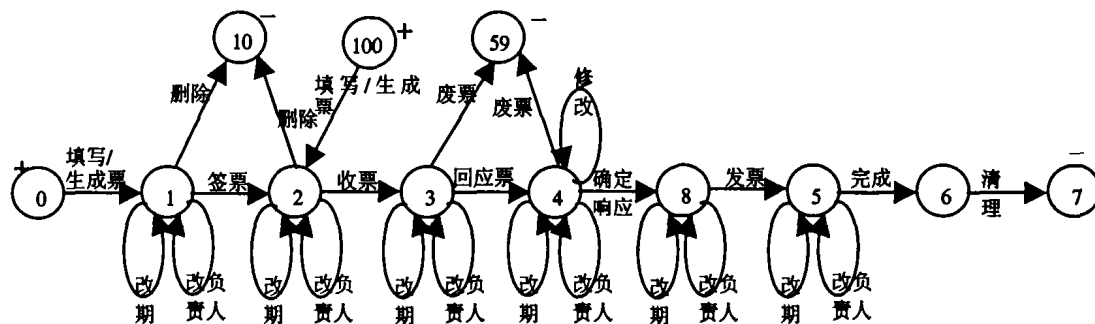 10
−
100
+
59
−
删除
删除
填写/生成
票
废票
废票
修
改
+
0
填写/
生成票
1
签票
2
收票
3
回应票
4
确定
响应
8
发票
5
完成
6
清
理
−
7
改
期
改负
责人
改
期
改负
责人
改
期
改负
责人
改
期
改负
责人
改
期
改负
责人
改
期
改负
责人